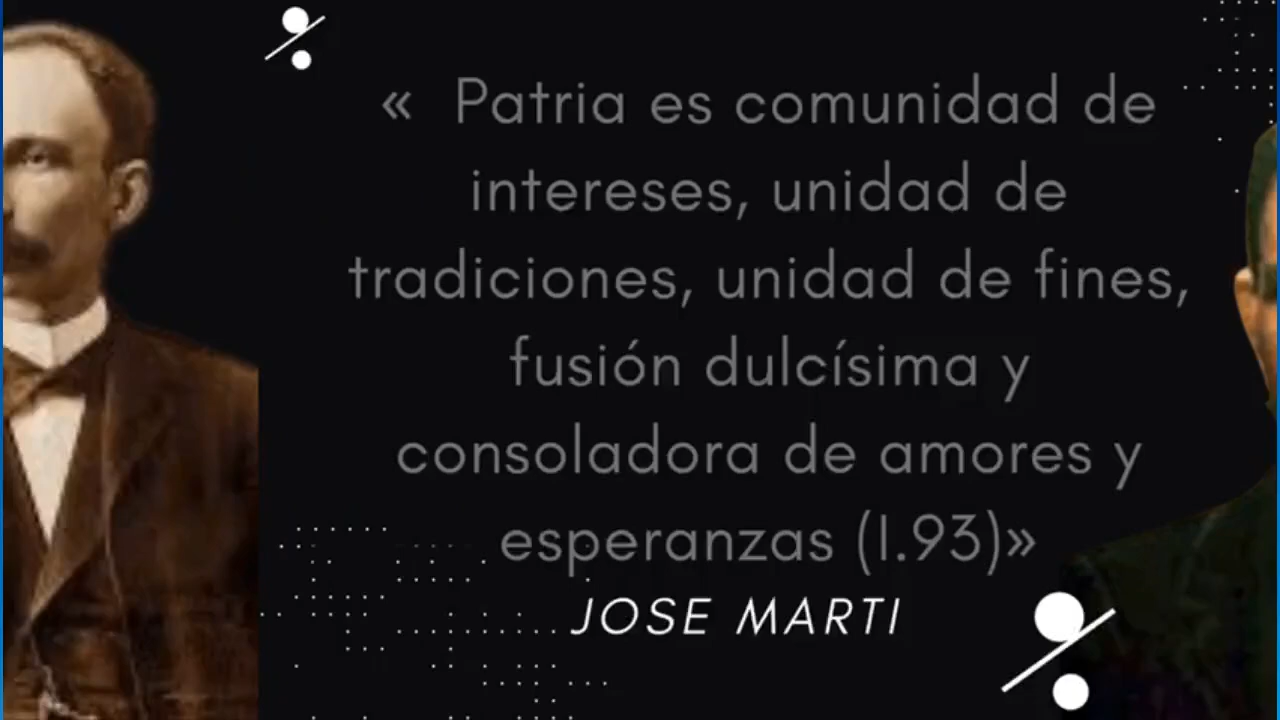 « Patria es comunidad de
intereses, unidad de
tradiciones, unidad de fines,
fusión dulcísima y
consoladora de amores y
esperanzas (I.93)»
JOSE MARTI